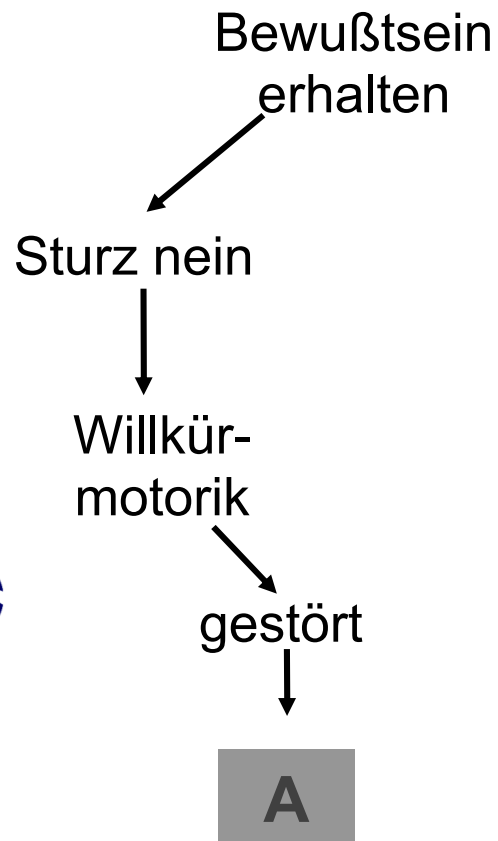 Bewußtsein
erhalten
Sturz nein
Willkür-
motorik
gestört
A